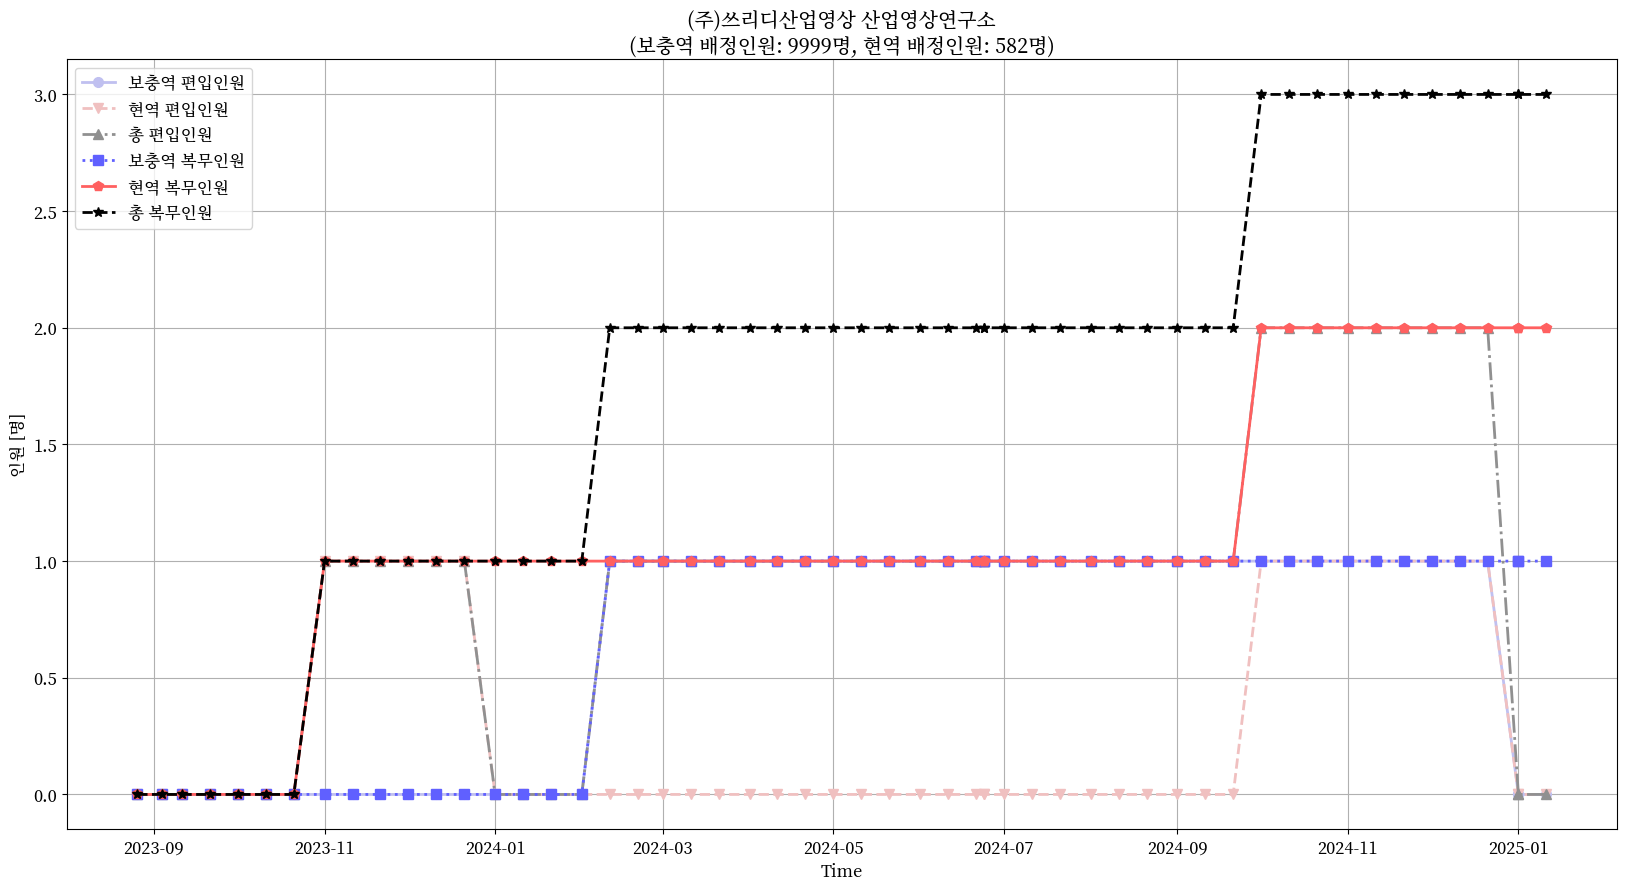 (주)쓰리디산업영상 산업영상연구소
(보충역 배정인원: 9999명, 현역 배정인원: 582명)
보충역 편입인원
현역 편입인원
총 편입인원
보충역 복무인원
현역 복무인원
총 복무인원
인원 [명]
3.0
2.5
2.0
1.5
1.0
0.5
0.0
2023-09 2023-11 2024-01 2024-03 2024-05 2024-07 2024-09 2024-11 2025-01
Time